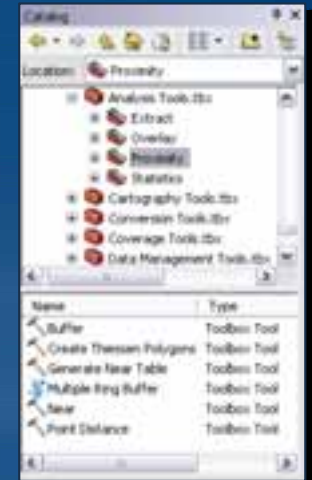 Catalog
Location: Proximity
Analysis Tools.tbx
Extract
Overlay
Proximity
Statistics
Cartography Tools.tbx
Conversion Tools.tbx
Coverage Tools.tbx
Data Management Tools.tbx
Name Type
Buffer Toolbox Tool
Create Thiessen Polygons Toolbox Tool
Generate Near Table Toolbox Tool
Multiple Ring Buffer Toolbox Tool
Near Toolbox Tool
Point Distance Toolbox Tool